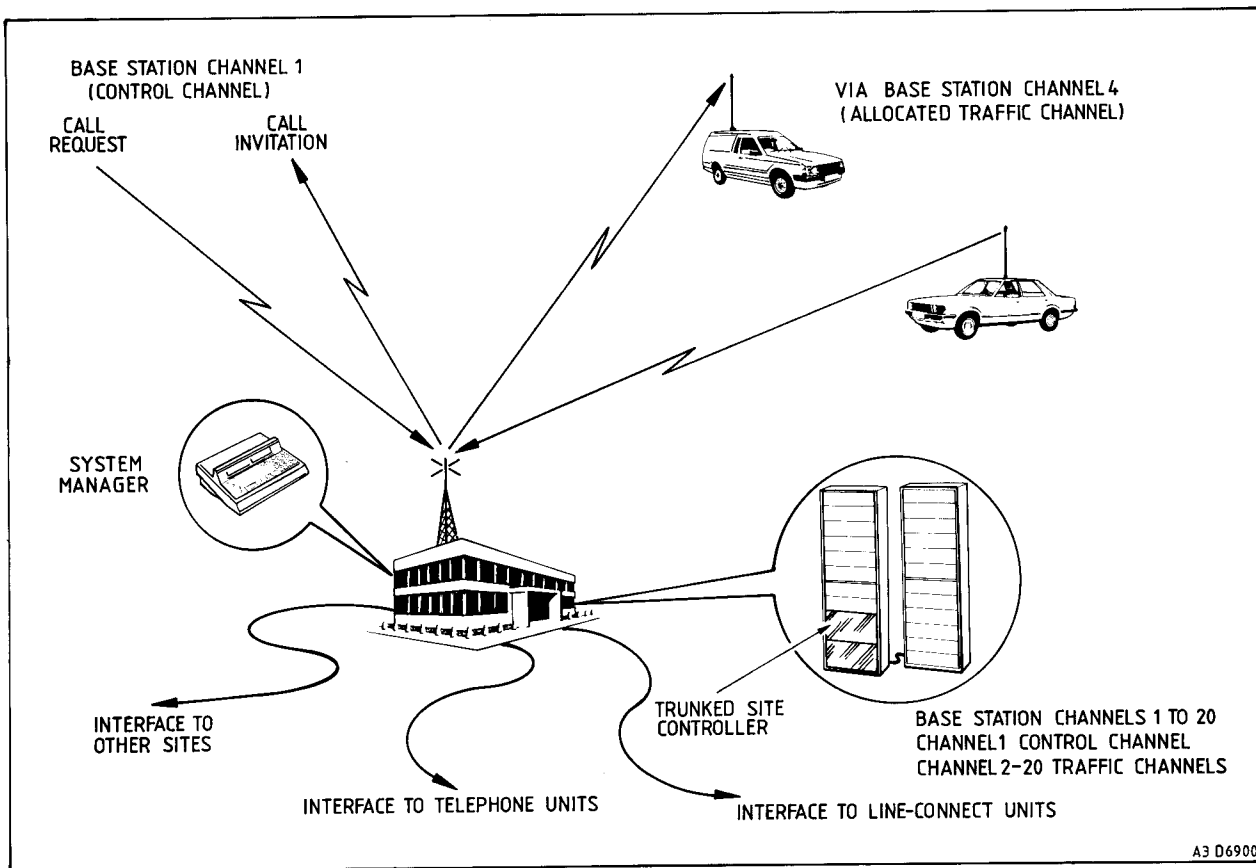 BASE STATION CHANNEL 1
(CONTROL CHANNEL)
CALL
REQUEST
CALL
INVITATION
VIA BASE STATION CHANNEL 4
(ALLOCATED TRAFFIC CHANNEL)
SYSTEM
MANAGER
TRUNKED SITE
CONTROLLER
BASE STATION CHANNELS 1 TO 20
CHANNEL 1 CONTROL CHANNEL
CHANNEL 2-20 TRAFFIC CHANNELS
INTERFACE TO
OTHER SITES
INTERFACE TO TELEPHONE UNITS
INTERFACE TO LINE-CONNECT UNITS
A3 D6900